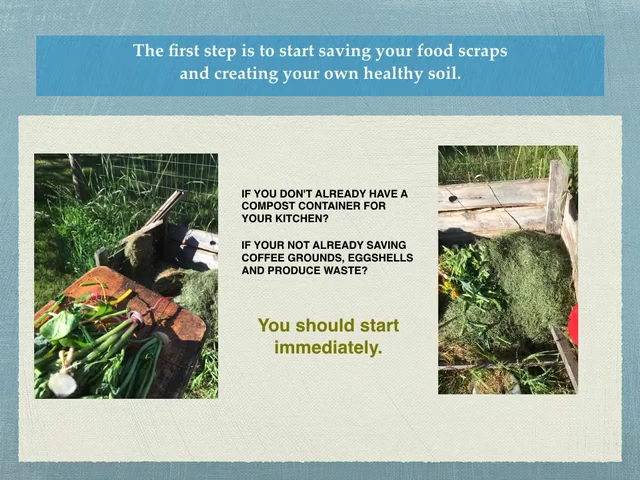 The first step is to start saving your food scraps
and creating your own healthy soil.
IF YOU DON'T ALREADY HAVE A
COMPOST CONTAINER FOR
YOUR KITCHEN?
IF YOUR NOT ALREADY SAVING
COFFEE GROUNDS, EGGSHELLS
AND PRODUCE WASTE?
You should start
immediately.